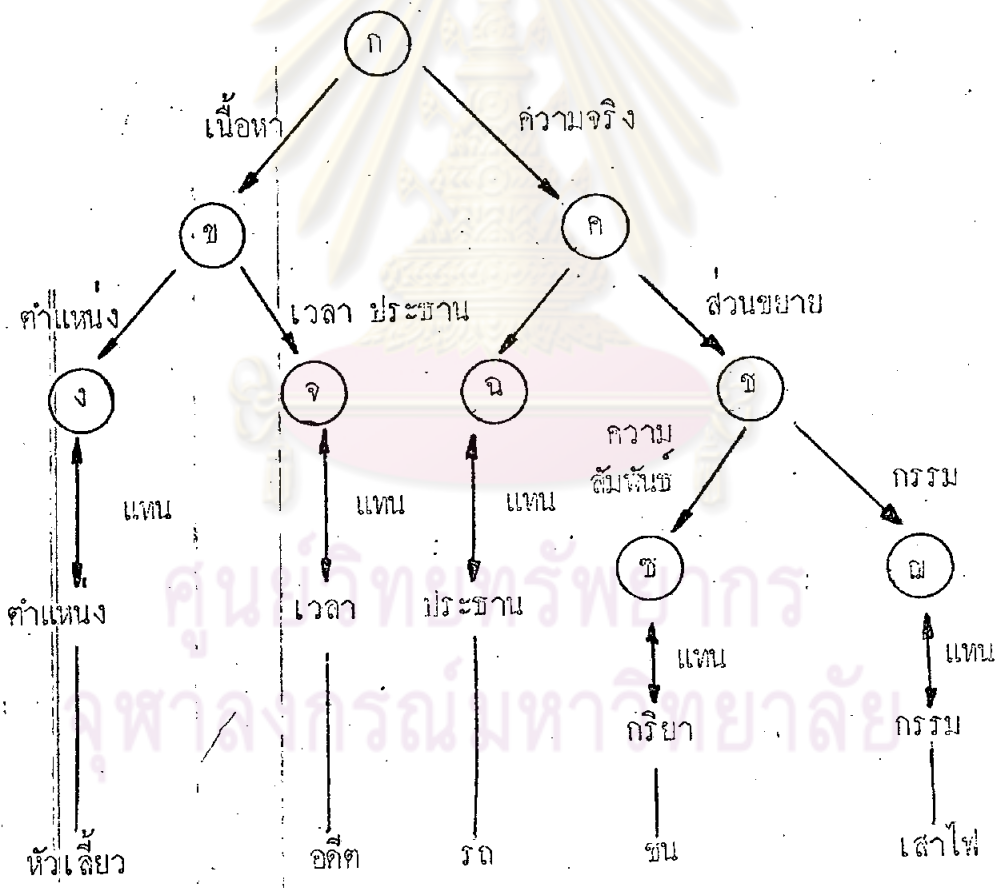 ก
เนื้อหา
ความจริง
ข
ค
ตำแหน่ง
เวลา ประธาน
ส่วนขยาย
ง
จ
ฉ
ช
ความ
สัมพันธ์
กรรม
แทน
แทน
แทน
ซ
ฌ
ศูนย์วิทยทรัพยากร
ตำแหน่ง
เวลา
ประธาน
แทน
แทน
จุฬาลงกรณ์มหาวิทยาลัย
กริยา
กรรม
หัวเลี้ยว
อดีต
รถ
ชน
เสาไฟ